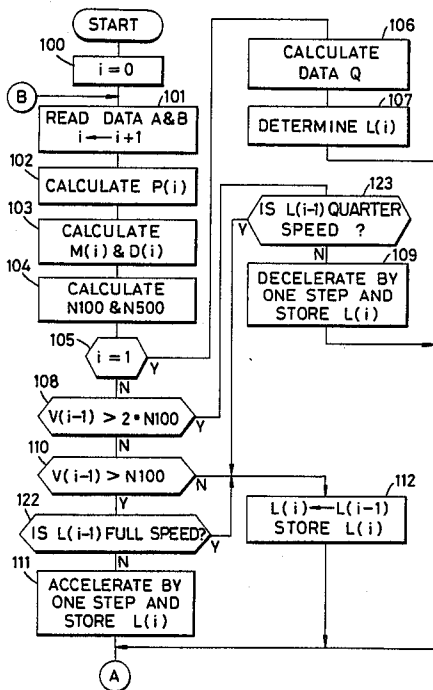 START
100
i=0
B
101
READ DATA A&B
i ← i+1
102
CALCULATE P(i)
103
CALCULATE
M(i) & D(i)
104
CALCULATE
N100 &N500
105
i = 1
Y
N
108
V(i-1) > 2•N100
Y
N
110
V(i-1) > N100
N
Y
122
IS L(i-1) FULL SPEED?
Y
N
111
ACCELERATE BY
ONE STEP AND
STORE L(i)
A
106
CALCULATE
DATA Q
107
DETERMINE L(i)
123
IS L(i-1) QUARTER
SPEED ?
Y
N
109
DECELERATE BY
ONE STEP AND
STORE L(i)
112
L(i) ← L(i-1)
STORE L(i)